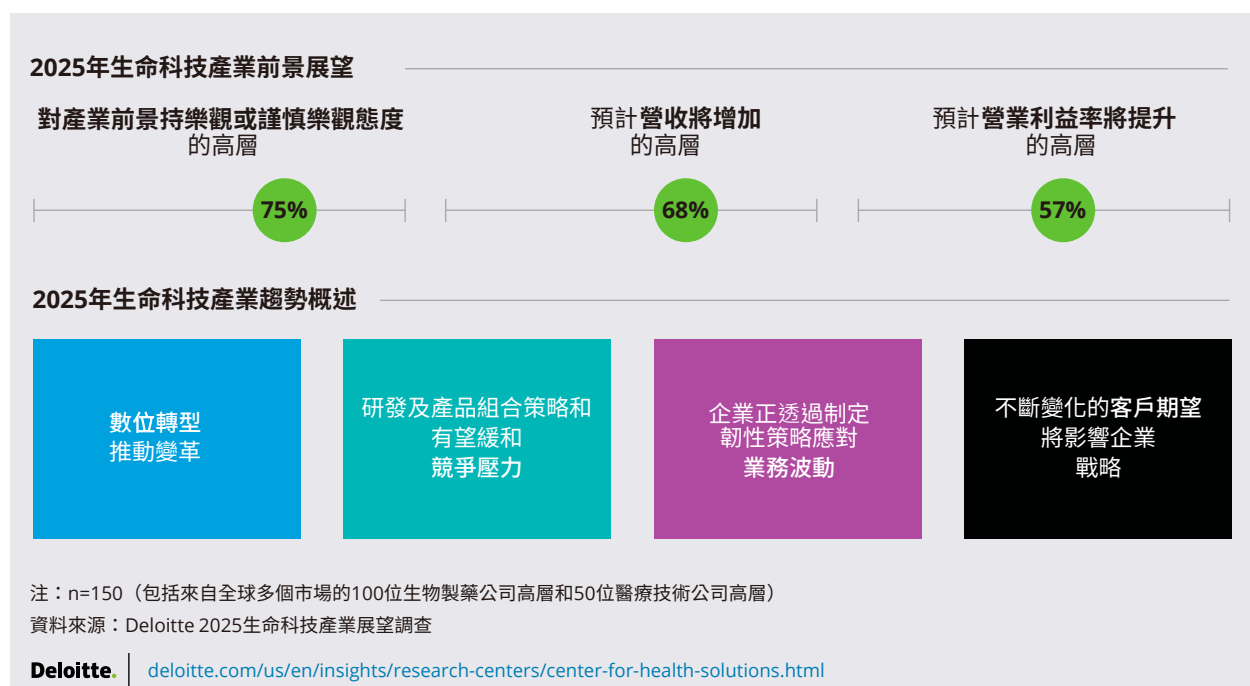 2025年生命科技產業前景展望
對產業前景持樂觀或謹慎樂觀態度
的高層
預計營收將增加
的高層
預計營業利益率將提升
的高層
75%
68%
57%
2025年生命科技產業趨勢概述
數位轉型
推動變革
研發及產品組合策略和
有望緩和
競爭壓力
企業正透過制定
韌性策略應對
業務波動
不斷變化的客戶期望
將影響企業
戰略
注：n=150（包括來自全球多個市場的100位生物製藥公司高層和50位醫療技術公司高層）
資料來源：Deloitte 2025生命科技產業展望調查
Deloitte.
deloitte.com/us/en/insights/research-centers/center-for-health-solutions.html